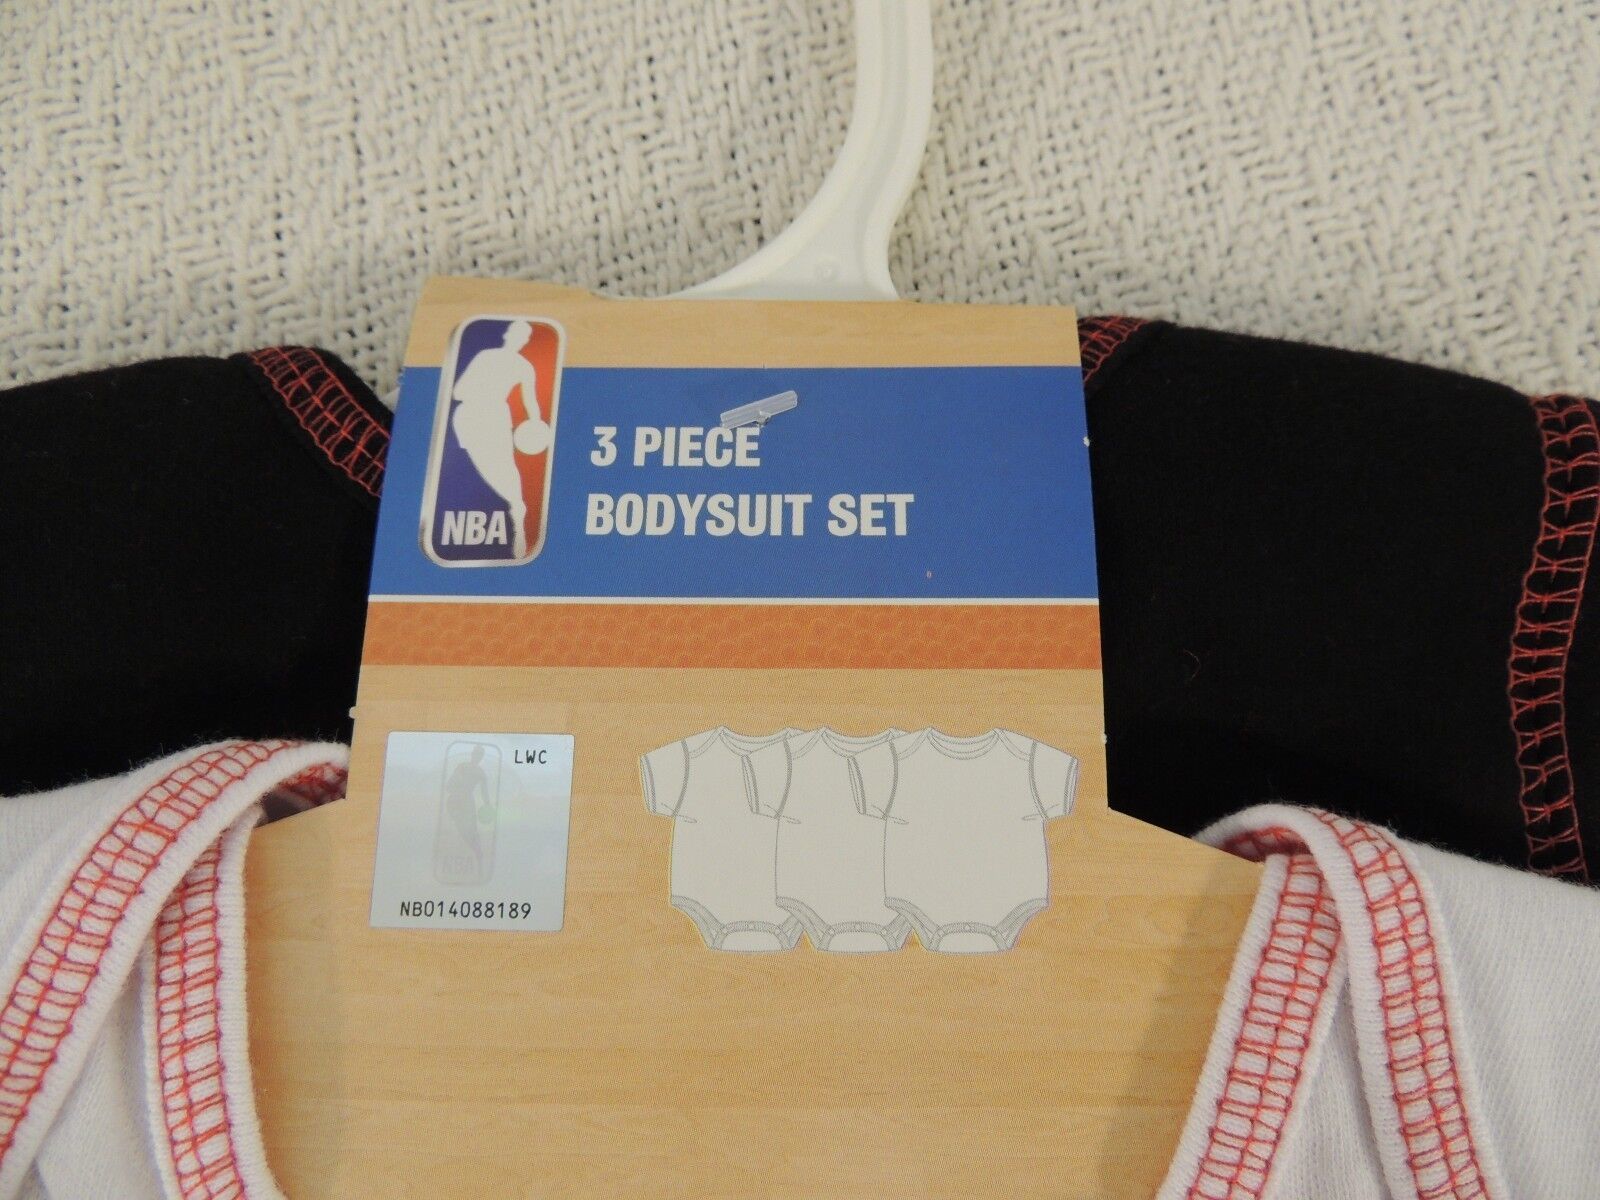 3 PIECE
BODYSUIT SET
NBA
LWC
NBA
NB014088189